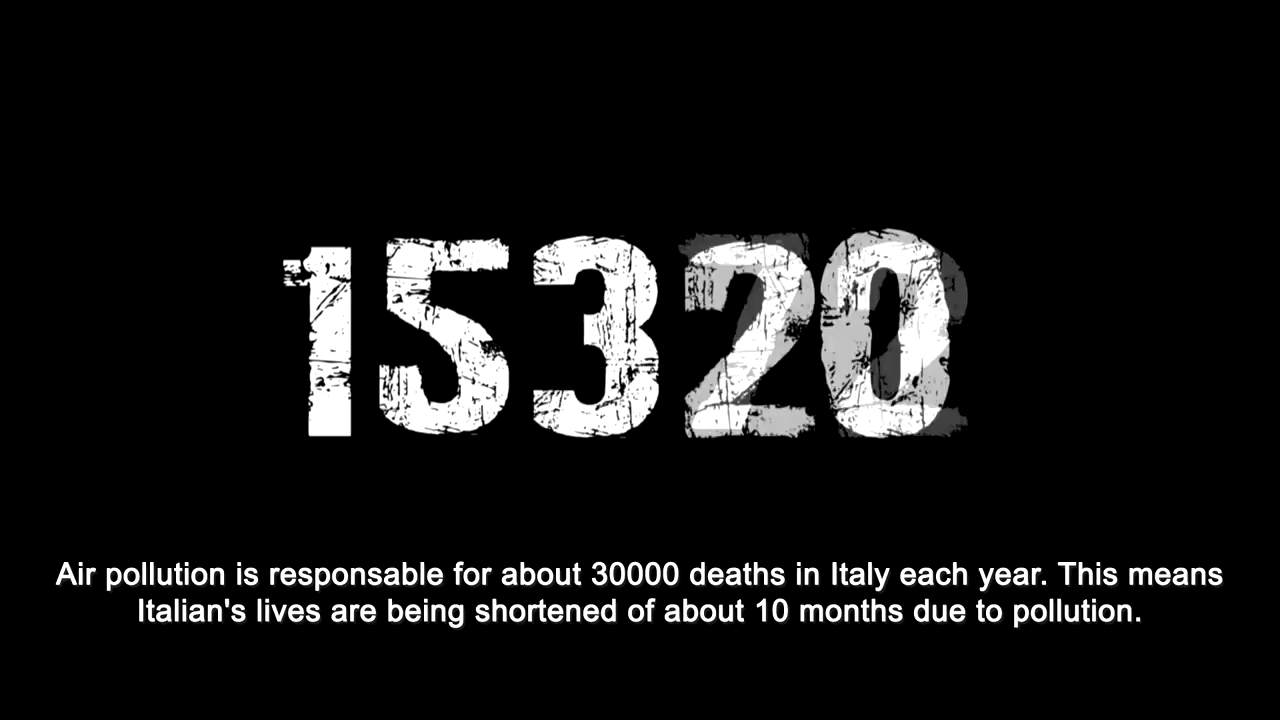 15320
Air pollution is responsable for about 30000 deaths in Italy each year. This means
Italian's lives are being shortened of about 10 months due to pollution.